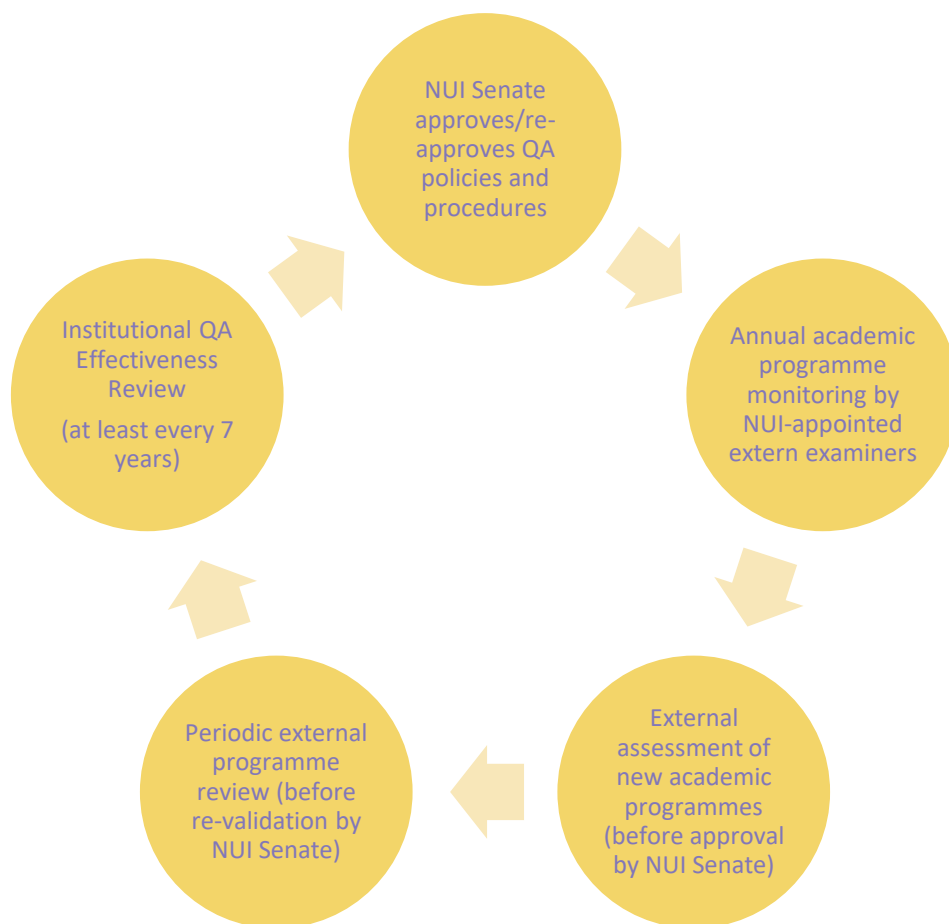 NUI Senate
approves/re-
approves QA
policies and
procedures
Annual academic
programme
monitoring by
NUI-appointed
extern examiners
External
assessment of
new academic
programmes
(before approval
by NUI Senate)
Periodic external
programme
review (before
re-validation by
NUI Senate)
Institutional QA
Effectiveness
Review
(at least every 7
years)